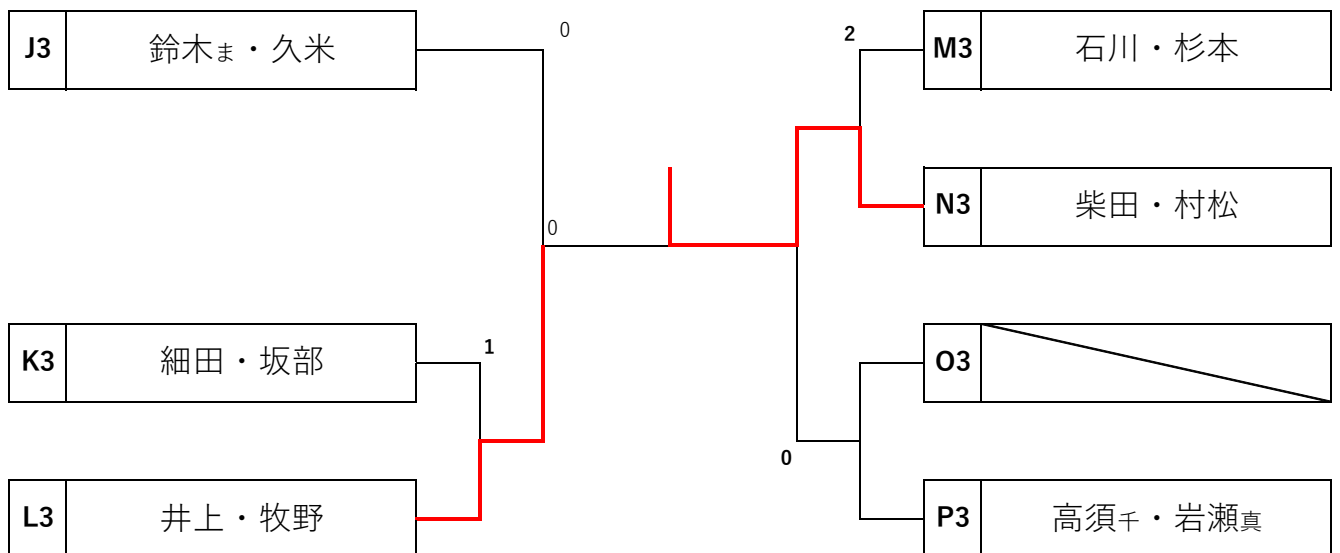 J3 鈴木ま・久米
0
0
K3 細田・坂部
1
L3 井上・牧野
2
M3 石川・杉本
N3 柴田・村松
O3
0
P3 高須千・岩瀬真